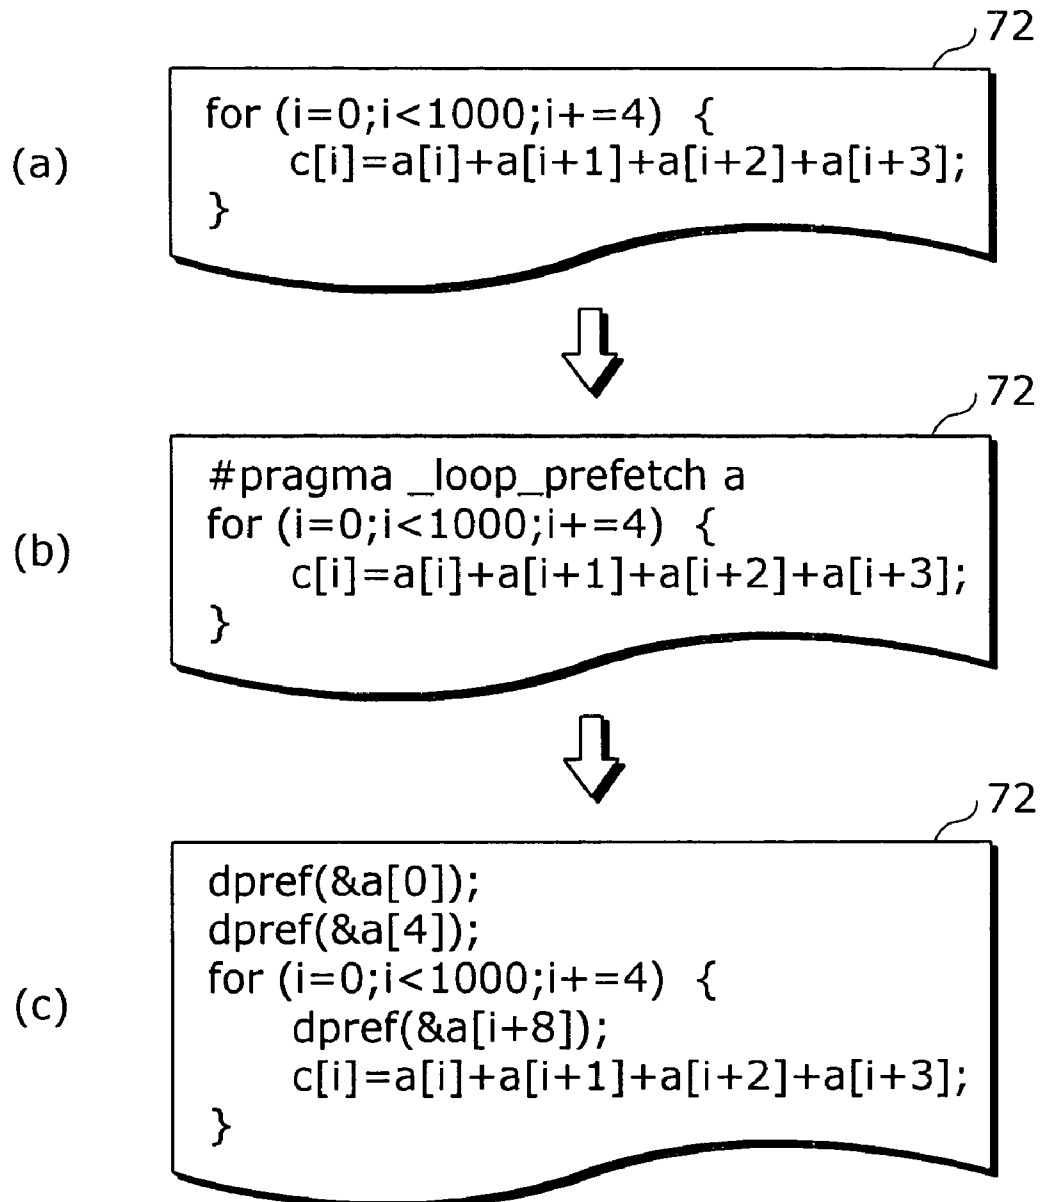 72
(a)
for (i=0;i<1000;i+=4) {
c[i]=a[i]+a[i+1]+a[i+2]+a[i+3];
}
72
(b)
#pragma _loop_prefetch a
for (i=0;i<1000;i+=4) {
c[i]=a[i]+a[i+1]+a[i+2]+a[i+3];
}
72
(c)
dpref(&a[0]);
dpref(&a[4]);
for (i=0;i<1000;i+=4) {
dpref(&a[i+8]);
c[i]=a[i]+a[i+1]+a[i+2]+a[i+3];
}